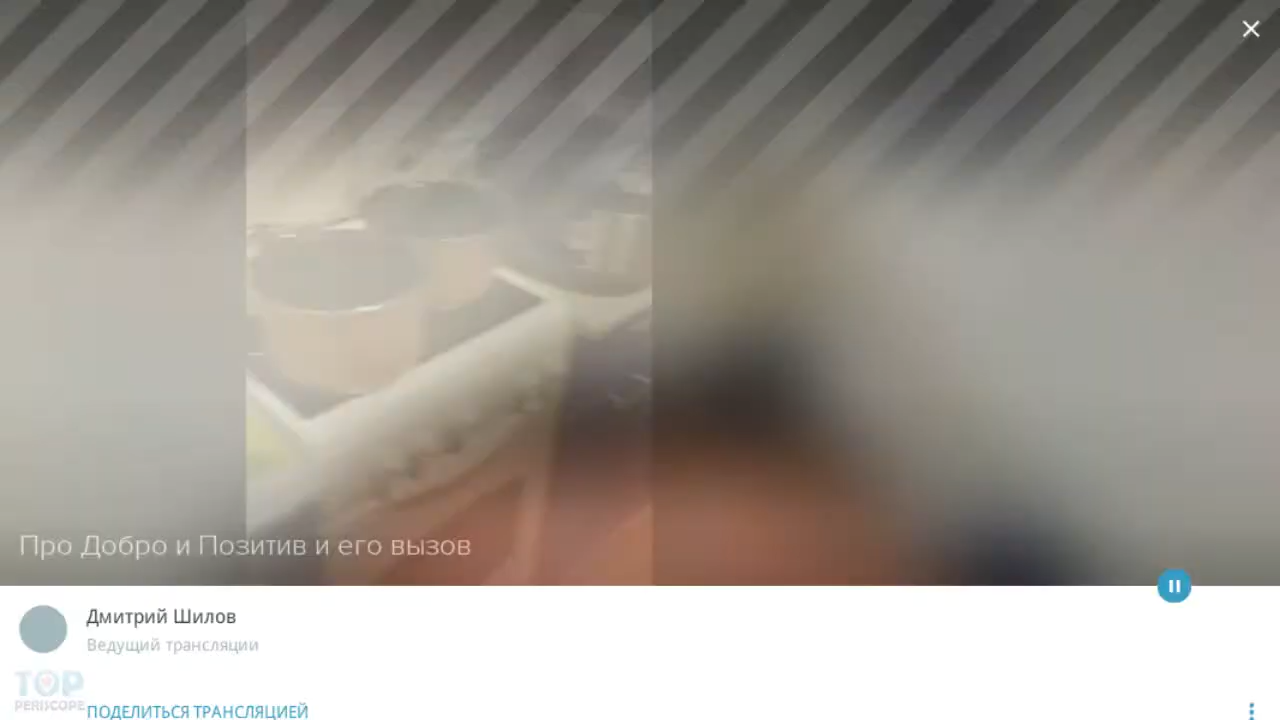 Про Добро и Позитив и его вызов
Дмитрий Шилов
Ведущий трансляции
TOP
PERISCOPE
ПОДЕЛИТЬСЯ ТРАНСЛЯЦИЕЙ